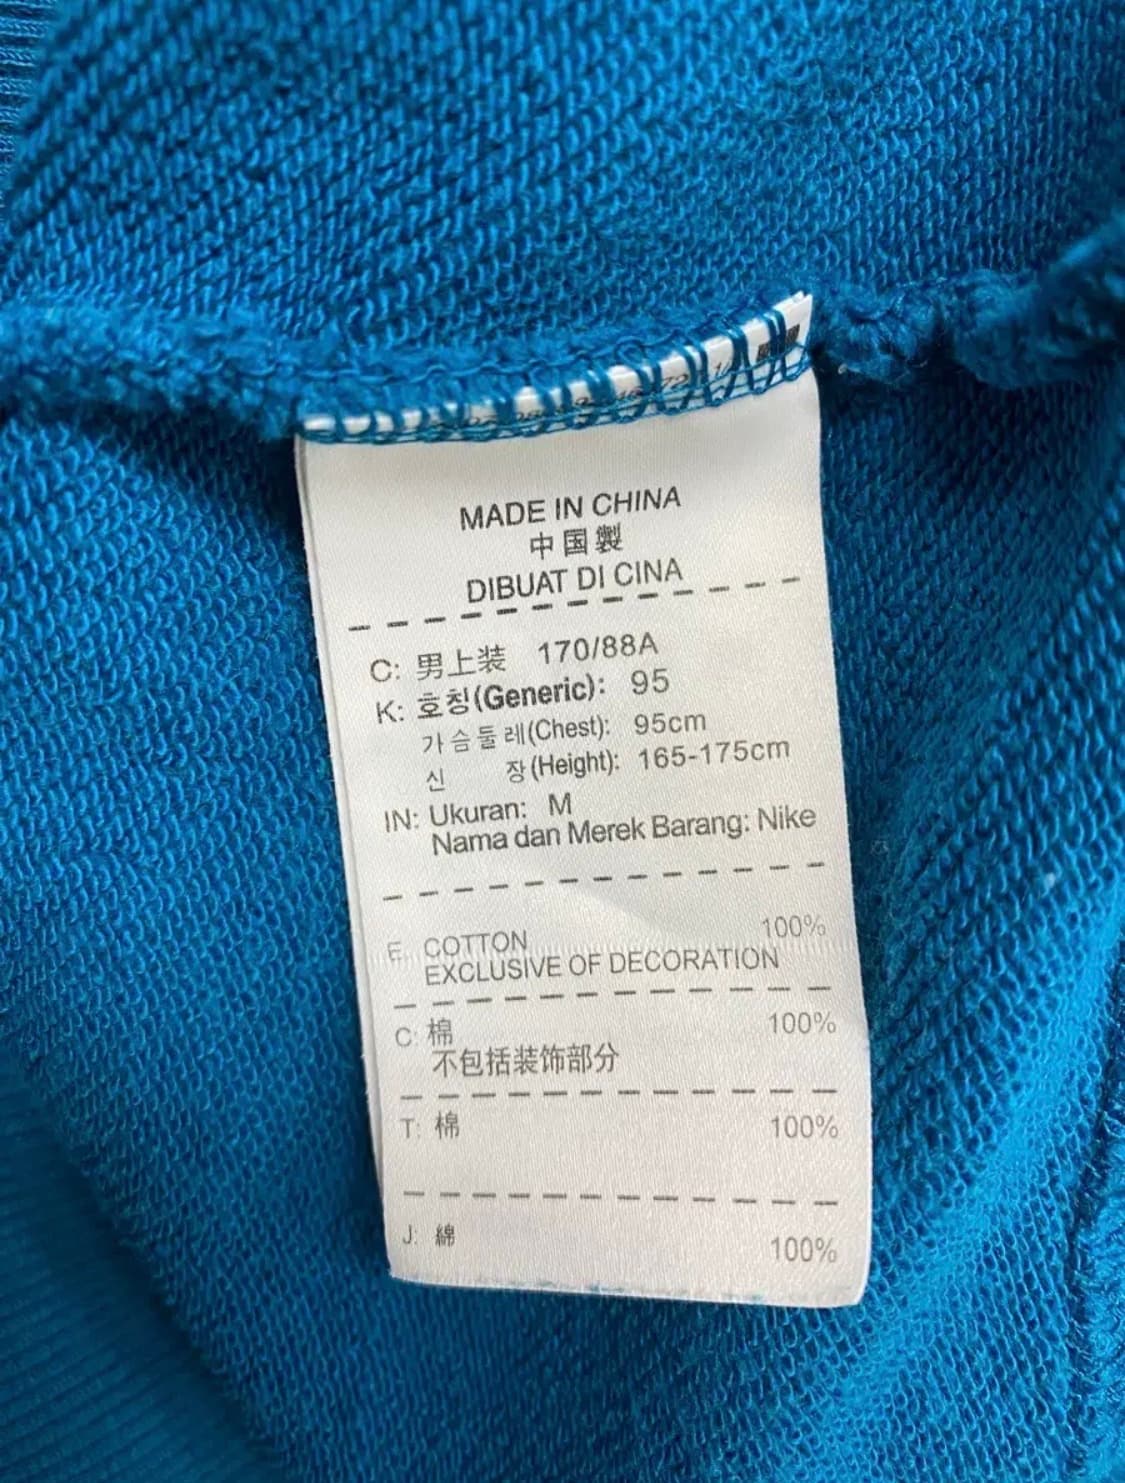 MADE IN CHINA
中国製
DIBUAT DI CINA
C: 男上装 170/88A
K: 호칭(Generic): 95
가슴둘레(Chest): 95cm
신 장(Height): 165-175cm
IN: Ukuran: M
Nama dan Merek Barang: Nike
E. COTTON 100%
EXCLUSIVE OF DECORATION
C: 棉 100%
不包括装饰部分
T: 棉 100%
J: 綿 100%